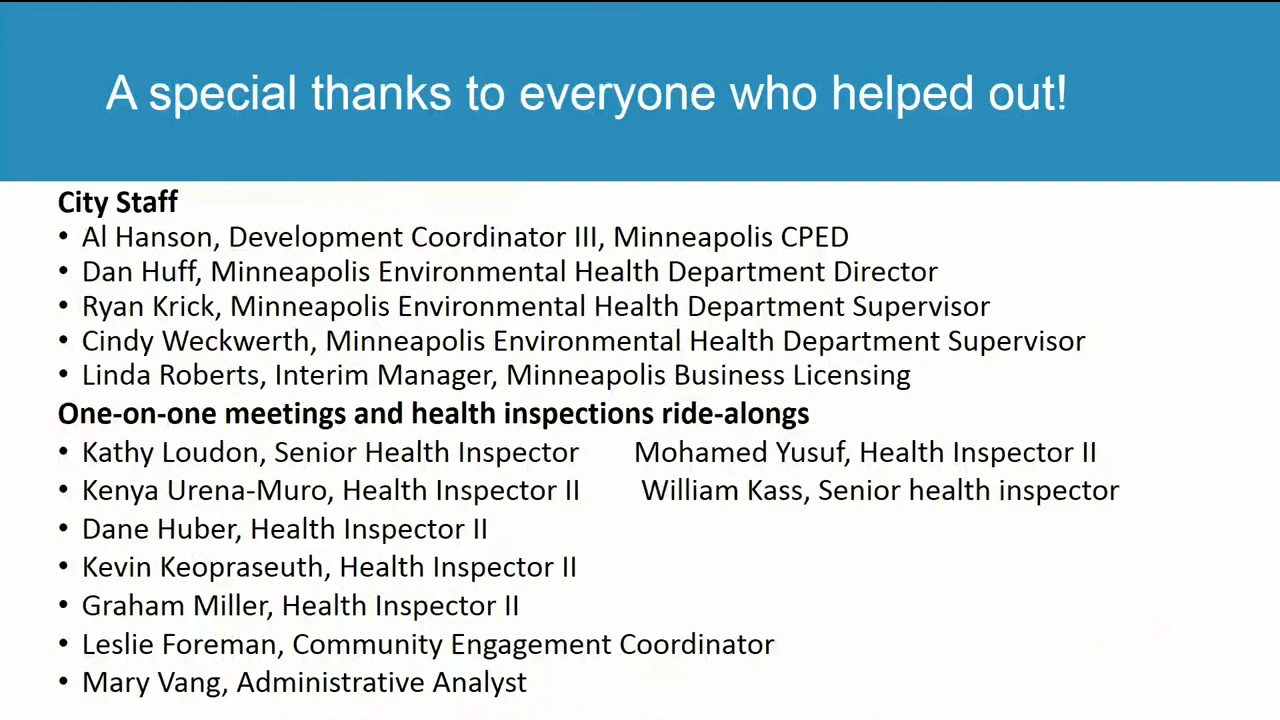 A special thanks to everyone who helped out!
City Staff
• Al Hanson, Development Coordinator III, Minneapolis CPED
• Dan Huff, Minneapolis Environmental Health Department Director
• Ryan Krick, Minneapolis Environmental Health Department Supervisor
• Cindy Weckwerth, Minneapolis Environmental Health Department Supervisor
• Linda Roberts, Interim Manager, Minneapolis Business Licensing
One-on-one meetings and health inspections ride-alongs
• Kathy Loudon, Senior Health Inspector Mohamed Yusuf, Health Inspector II
• Kenya Urena-Muro, Health Inspector II William Kass, Senior health inspector
• Dane Huber, Health Inspector II
• Kevin Keopraseuth, Health Inspector II
• Graham Miller, Health Inspector II
• Leslie Foreman, Community Engagement Coordinator
• Mary Vang, Administrative Analyst